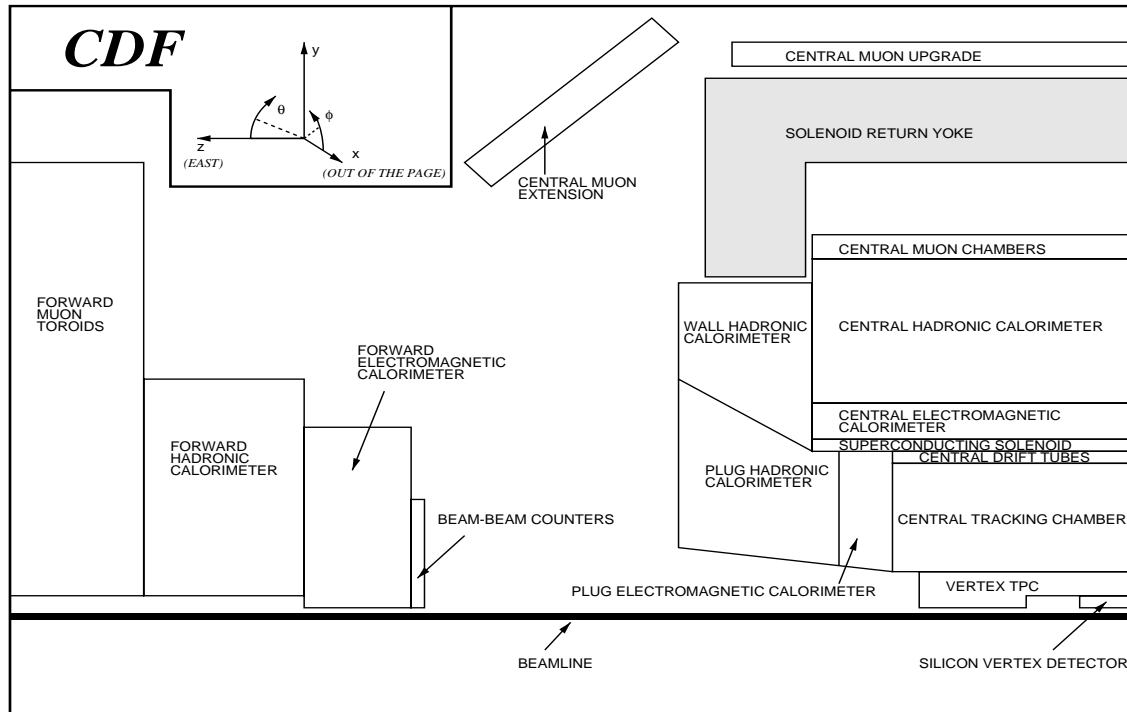 CDF
y
θ
ϕ
z
(EAST)
x
(OUT OF THE PAGE)
CENTRAL MUON UPGRADE
SOLENOID RETURN YOKE
CENTRAL MUON
EXTENSION
CENTRAL MUON CHAMBERS
FORWARD
MUON
TOROIDS
WALL HADRONIC
CALORIMETER
CENTRAL HADRONIC CALORIMETER
FORWARD
ELECTROMAGNETIC
CALORIMETER
CENTRAL ELECTROMAGNETIC
CALORIMETER
SUPERCONDUCTING SOLENOID
CENTRAL DRIFT TUBES
FORWARD
HADRONIC
CALORIMETER
PLUG HADRONIC
CALORIMETER
BEAM-BEAM COUNTERS
CENTRAL TRACKING CHAMBER
PLUG ELECTROMAGNETIC CALORIMETER
VERTEX TPC
BEAMLINE
SILICON VERTEX DETECTOR